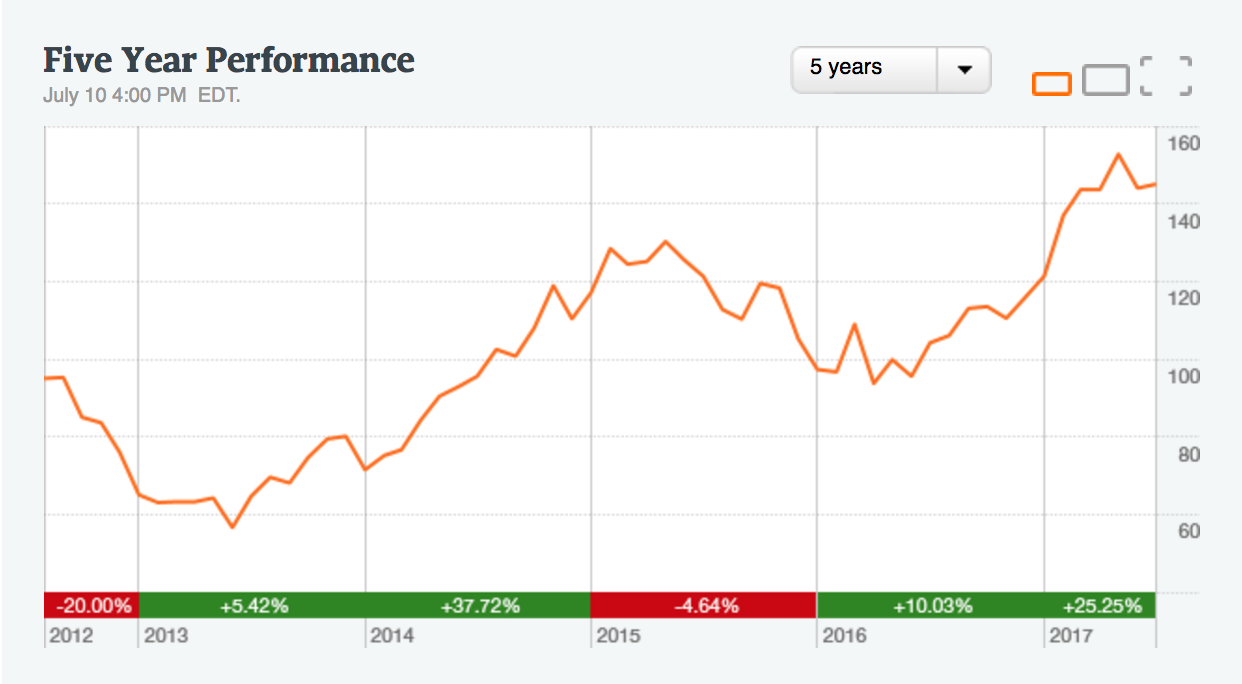 Five Year Performance
July 10 4:00 PM EDT.
5 years
160
140
120
100
80
60
-20.00% +5.42% +37.72% -4.64% +10.03% +25.25%
2012 2013 2014 2015 2016 2017